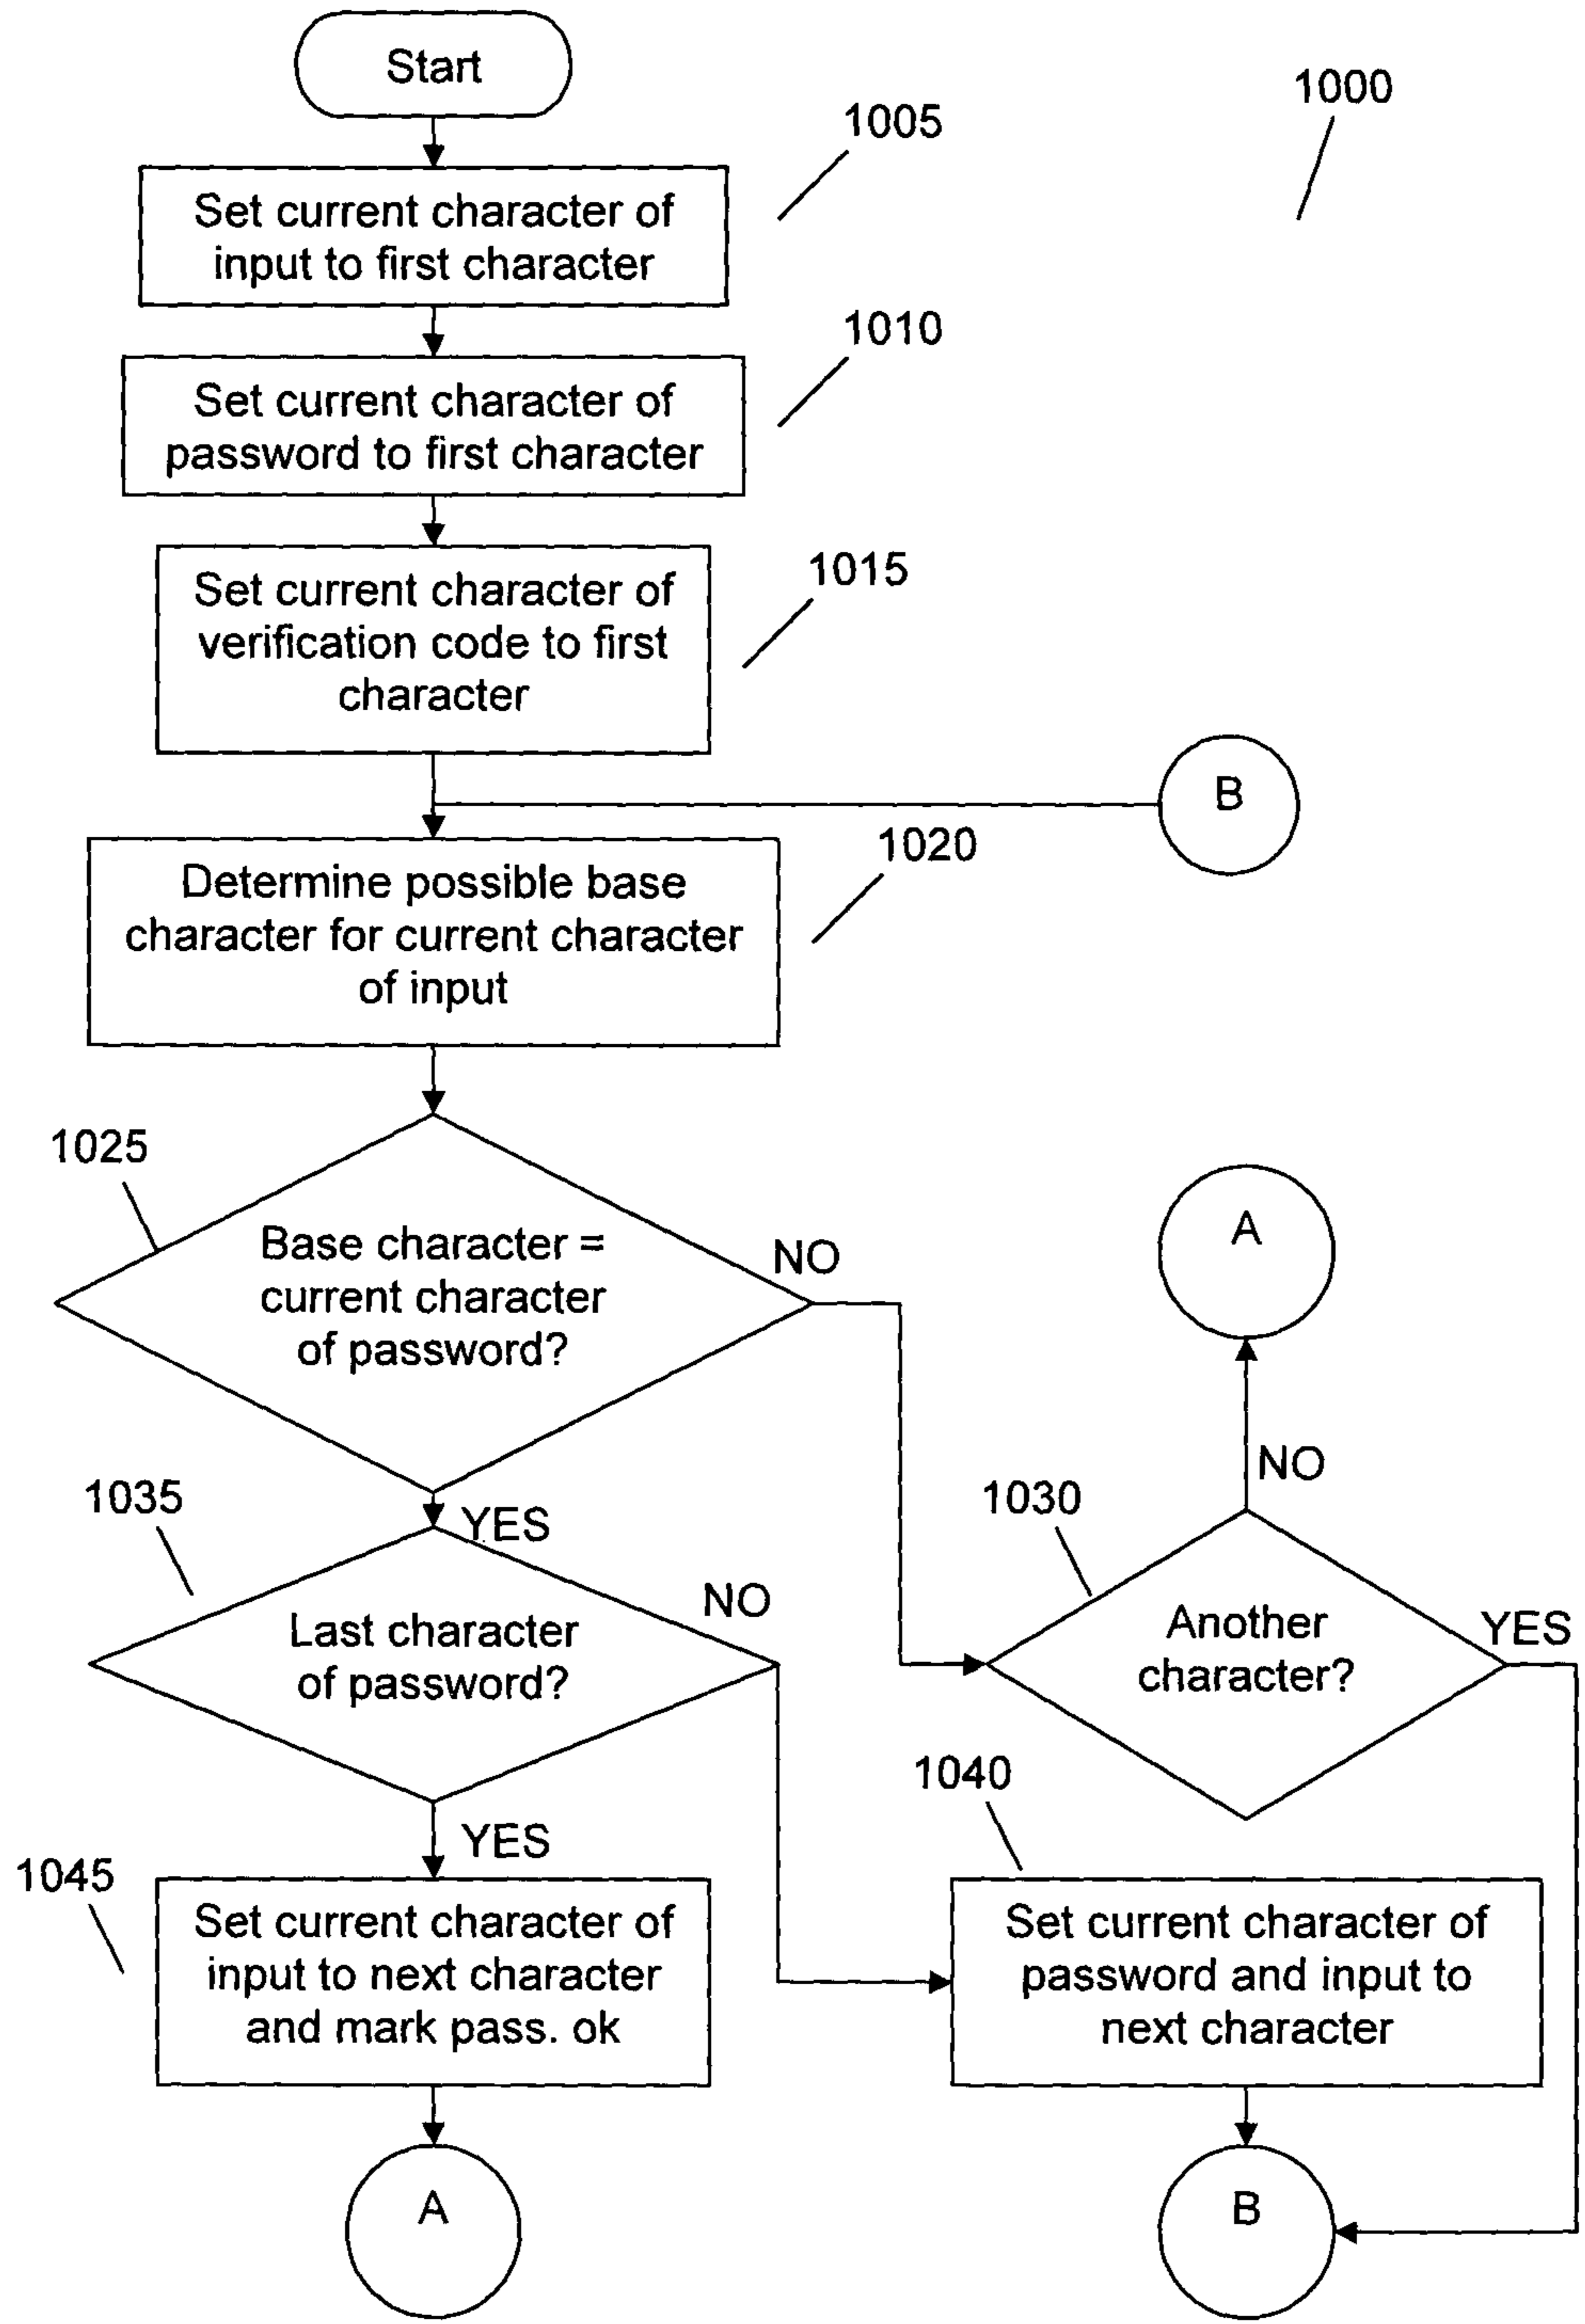 Start
1000
1005
Set current character of
input to first character
1010
Set current character of
password to first character
1015
Set current character of
verification code to first
character
B
1020
Determine possible base
character for current character
of input
1025
Base character =
current character
of password?
NO
A
NO
YES
1035
Last character
of password?
NO
1030
Another
character?
YES
YES
1040
1045
Set current character of
input to next character
and mark pass. ok
Set current character of
password and input to
next character
A
B